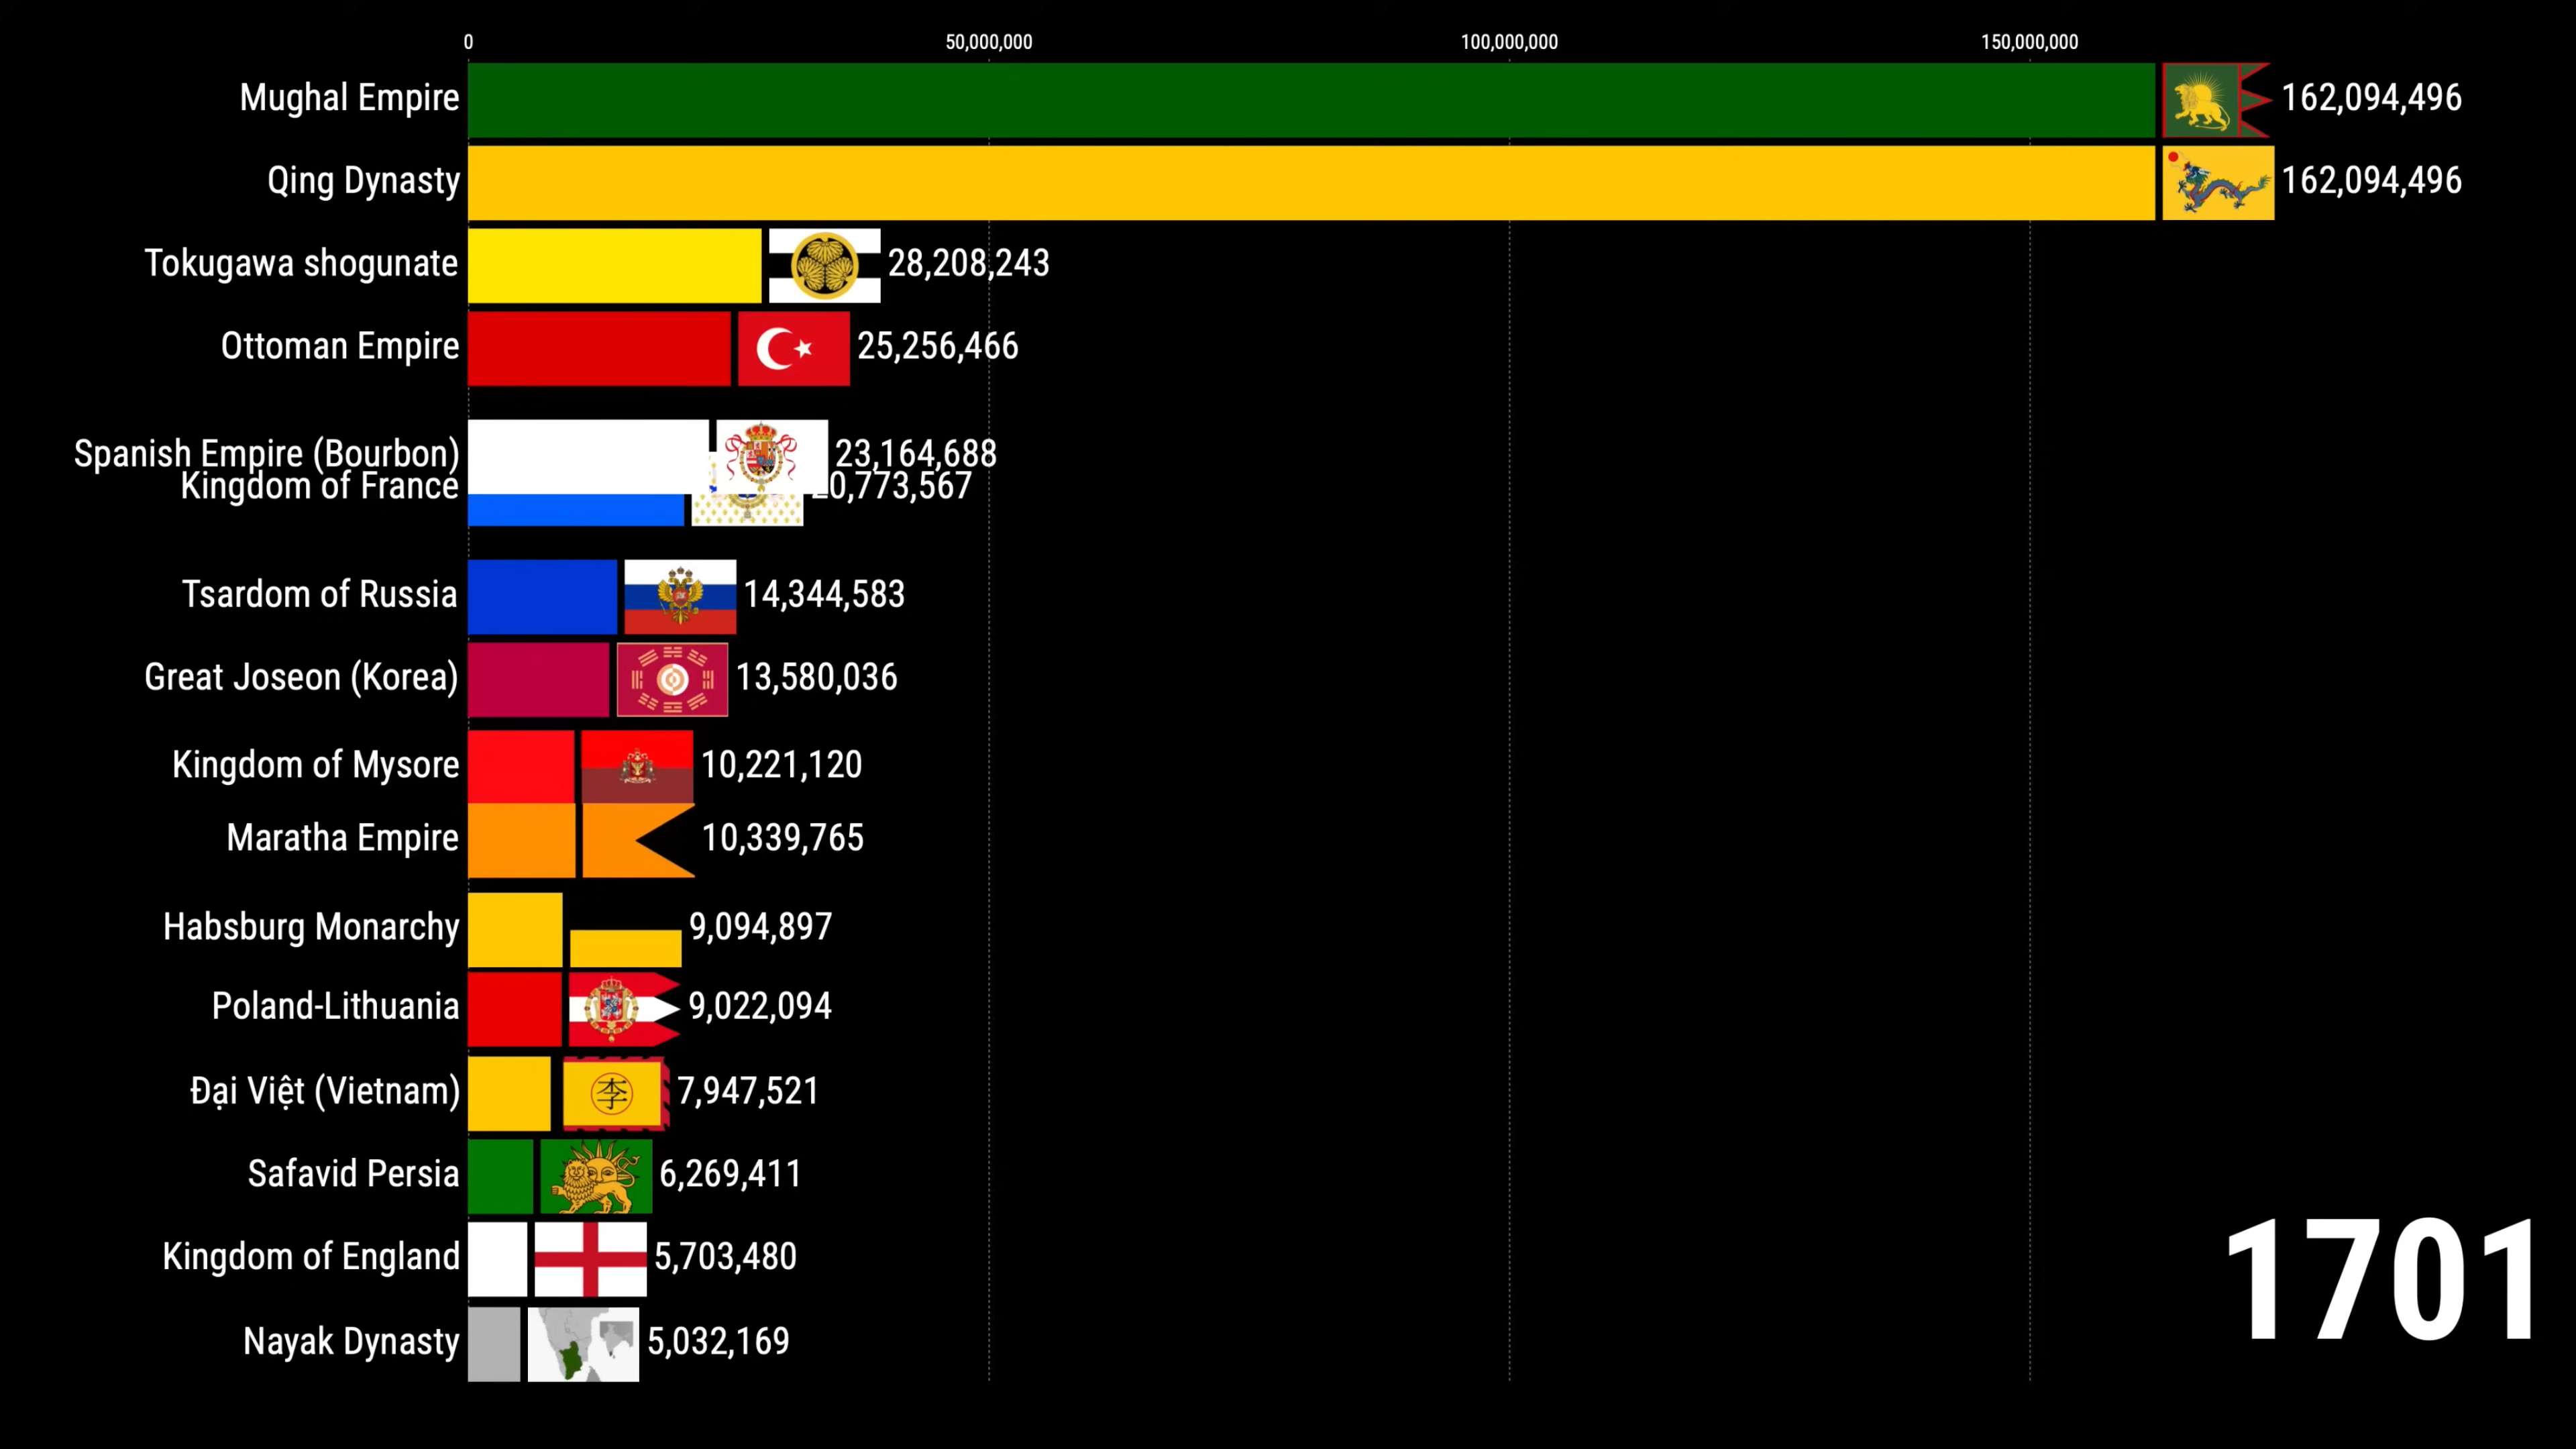 0 50,000,000 100,000,000 150,000,000
Mughal Empire 162,094,496
Qing Dynasty 162,094,496
Tokugawa shogunate 28,208,243
Ottoman Empire 25,256,466
Spanish Empire (Bourbon) 23,164,688
Kingdom of France 20,773,567
Tsardom of Russia 14,344,583
Great Joseon (Korea) 13,580,036
Kingdom of Mysore 10,221,120
Maratha Empire 10,339,765
Habsburg Monarchy 9,094,897
Poland-Lithuania 9,022,094
Đại Việt (Vietnam) 李 7,947,521
Safavid Persia 6,269,411
Kingdom of England 5,703,480
Nayak Dynasty 5,032,169
1701